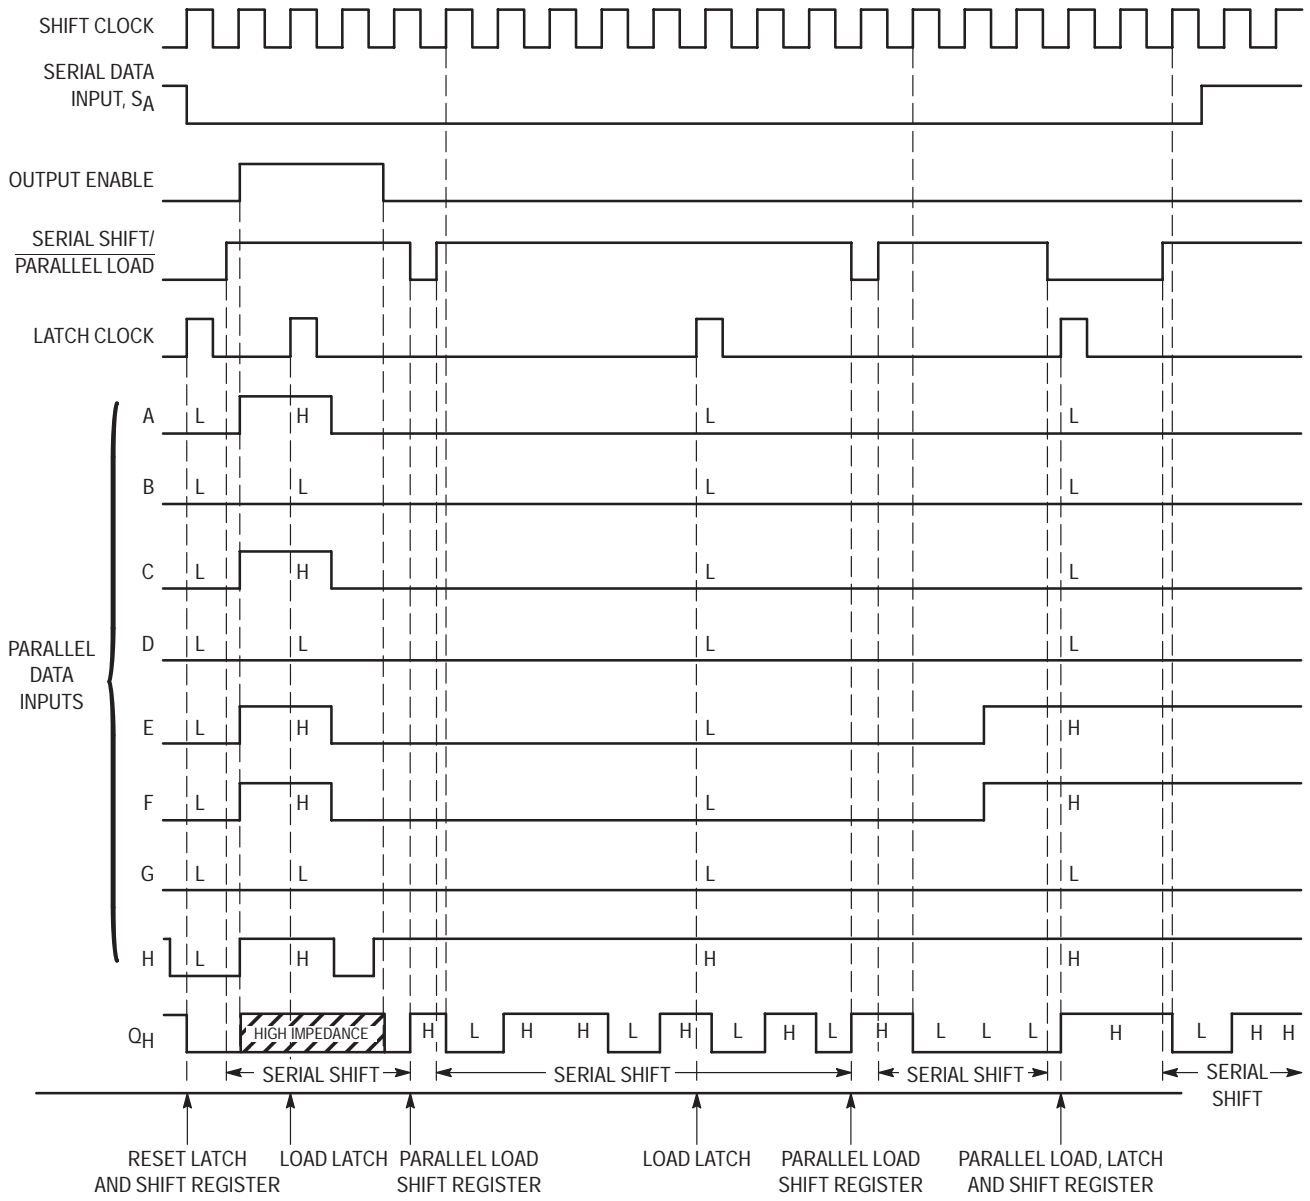 SHIFT CLOCK
SERIAL DATA
INPUT, SA
OUTPUT ENABLE
SERIAL SHIFT/
PARALLEL LOAD
LATCH CLOCK
PARALLEL
DATA
INPUTS
A L H L L
B L L L L
C L H L L
D L L L L
E L H L H
F L H L H
G L L L L
H L H H H
QH HIGH IMPEDANCE H L H H L H L H L H L L L H L H H
SERIAL SHIFT SERIAL SHIFT SERIAL SHIFT SERIAL
SHIFT
RESET LATCH
AND SHIFT REGISTER
LOAD LATCH
PARALLEL LOAD
SHIFT REGISTER
LOAD LATCH
PARALLEL LOAD
SHIFT REGISTER
PARALLEL LOAD, LATCH
AND SHIFT REGISTER